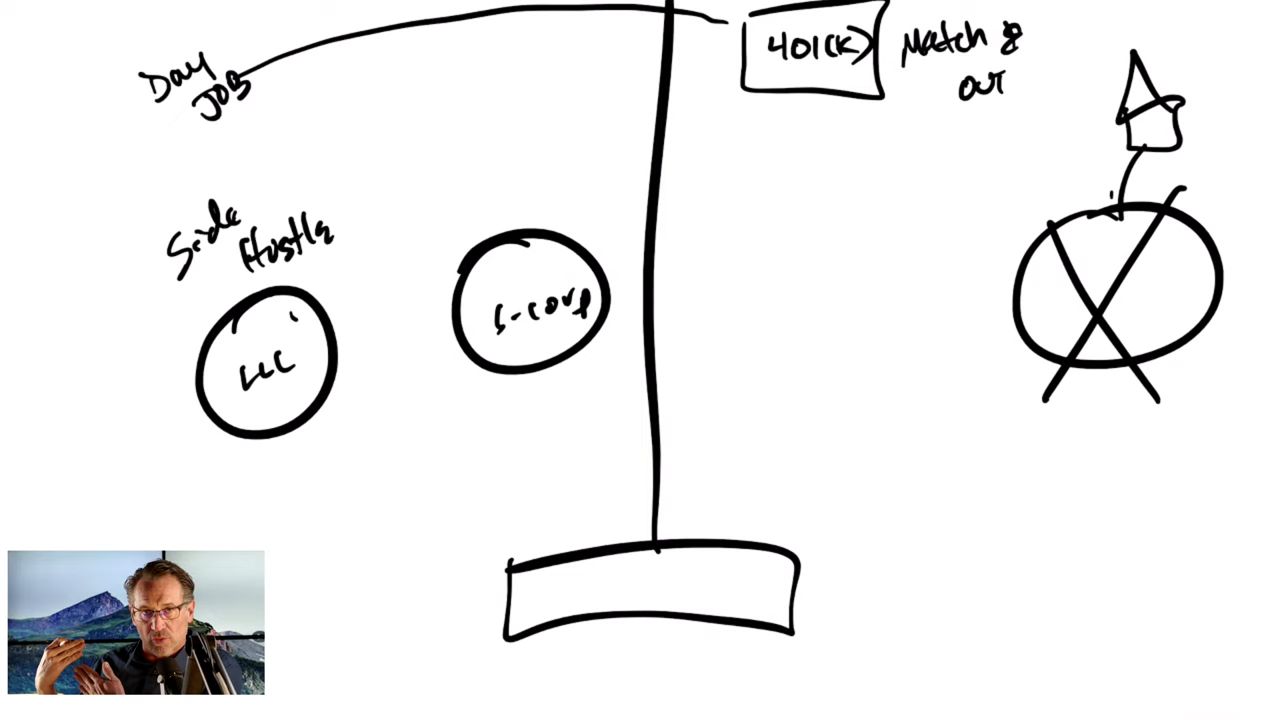 Day
JOB
401(K)
Match &
out
Side
Hustle
S-corp
LLC